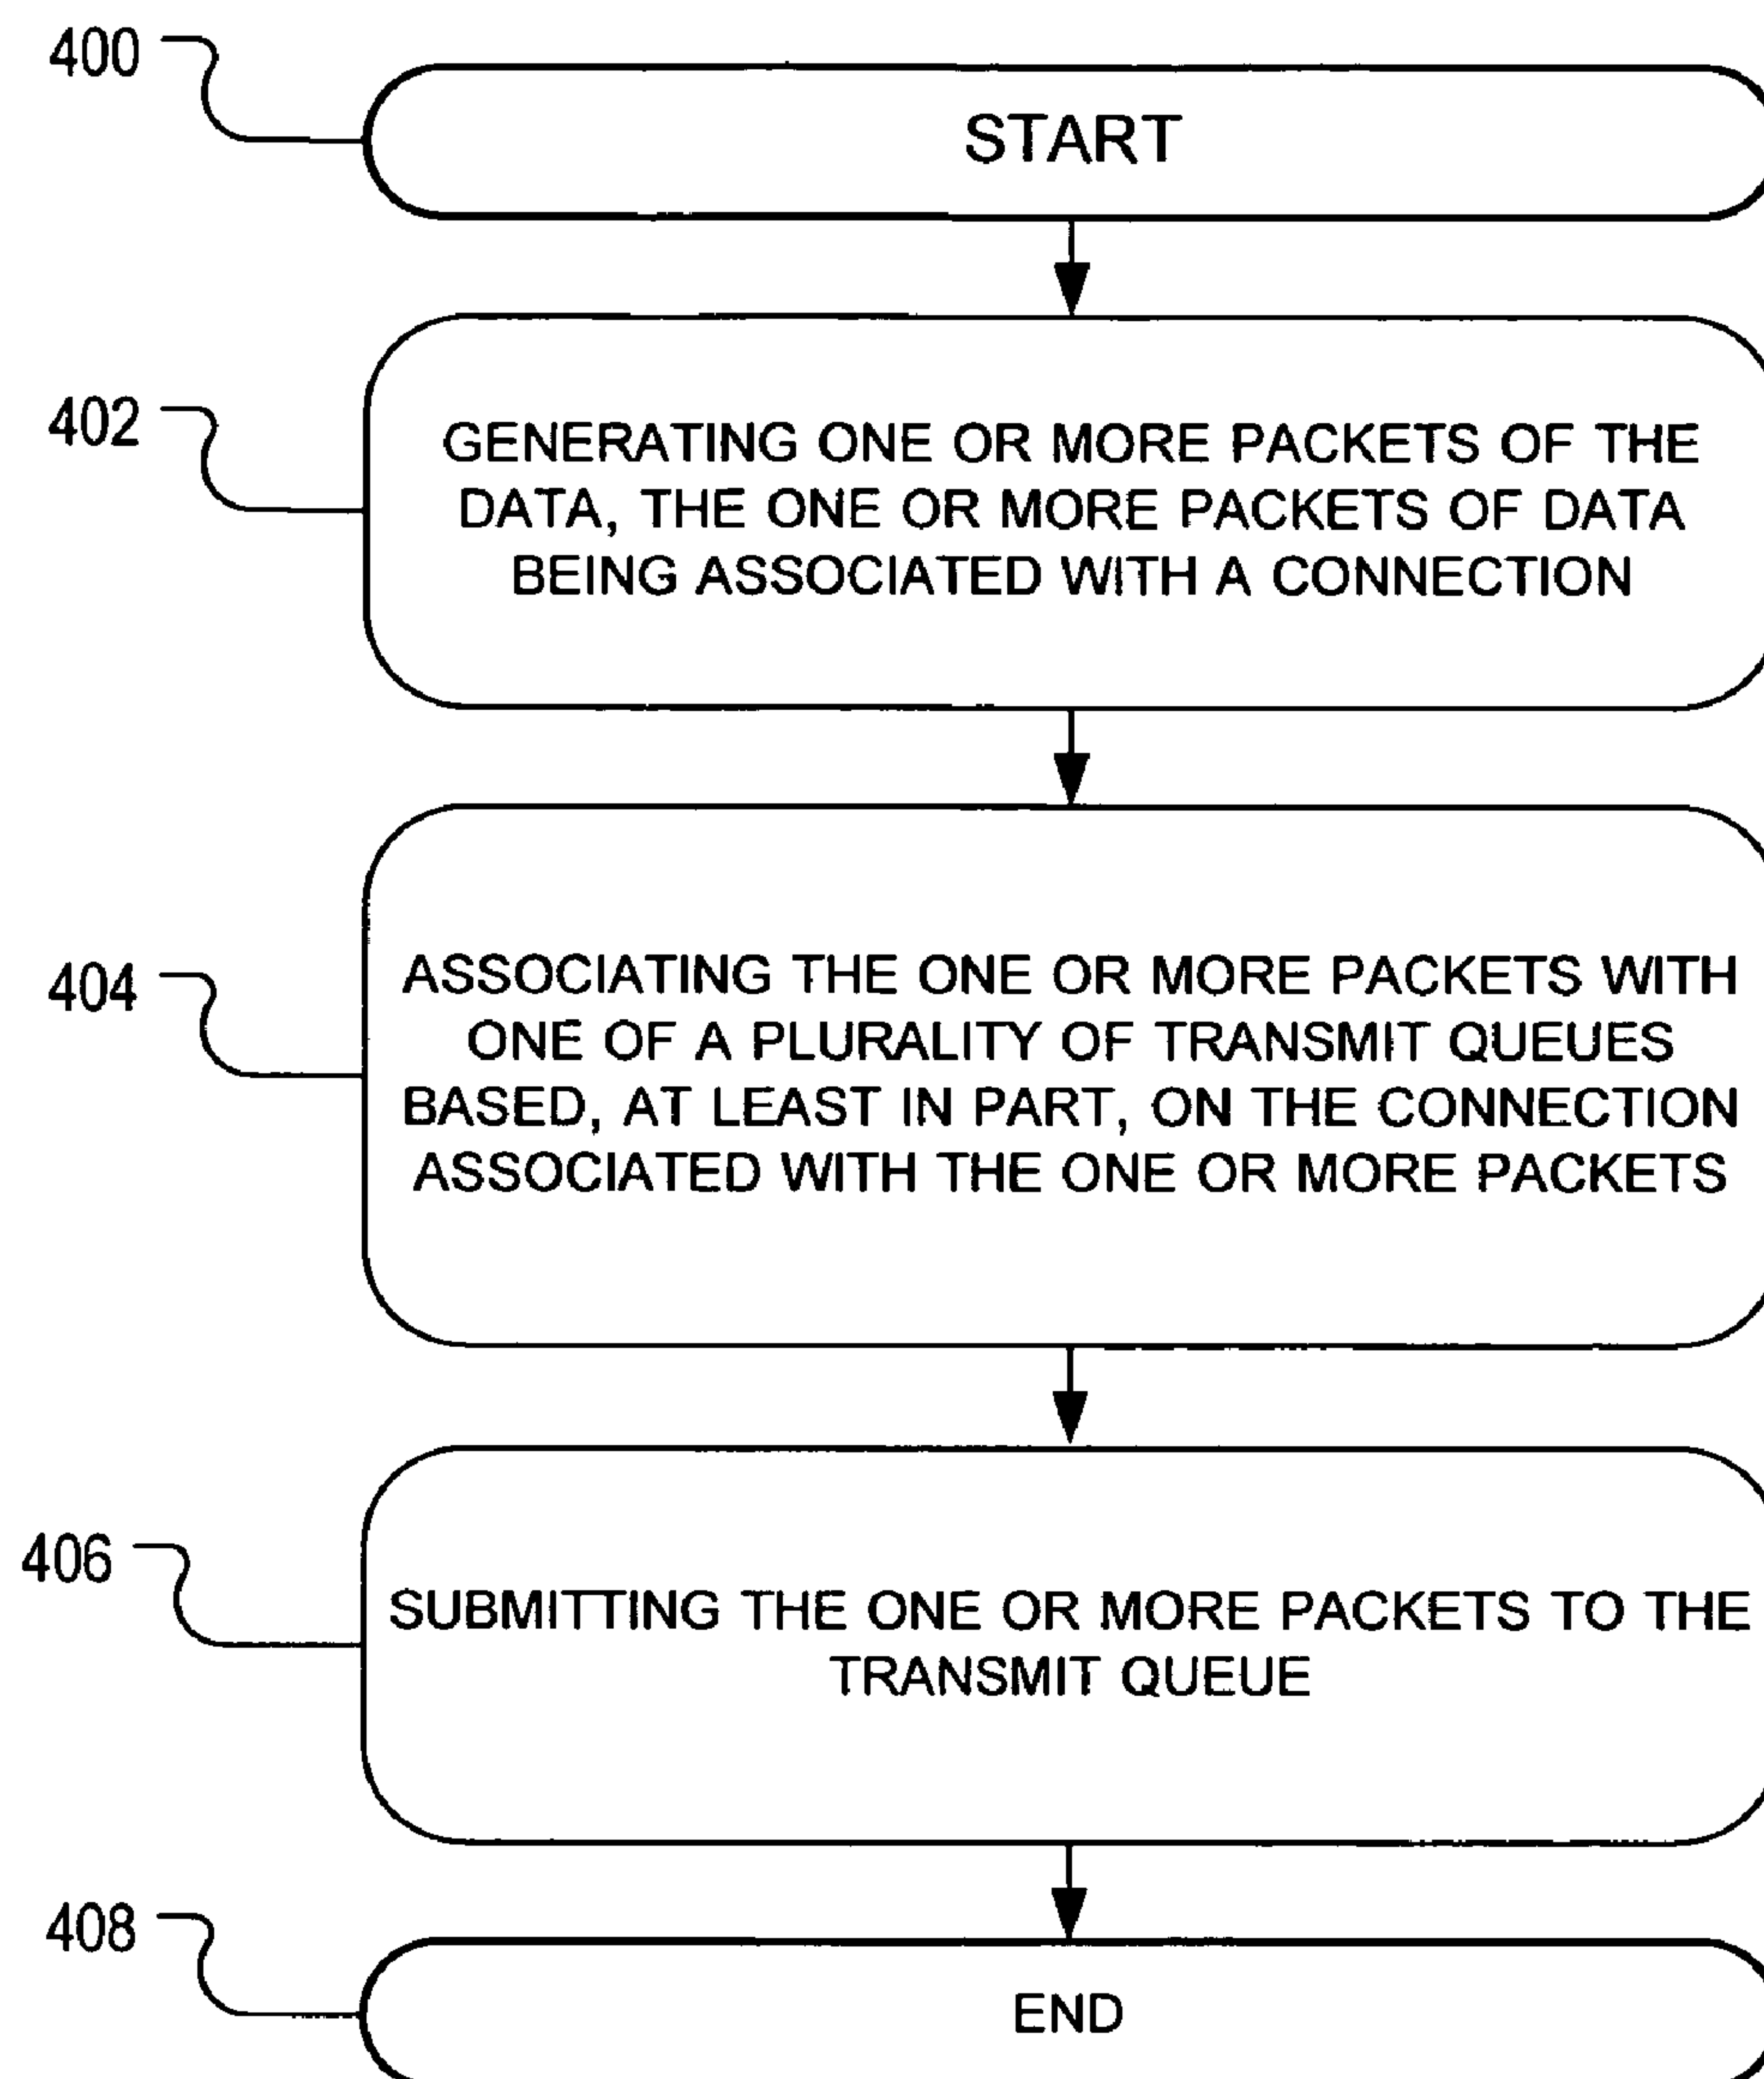 400
START
402
GENERATING ONE OR MORE PACKETS OF THE
DATA, THE ONE OR MORE PACKETS OF DATA
BEING ASSOCIATED WITH A CONNECTION
404
ASSOCIATING THE ONE OR MORE PACKETS WITH
ONE OF A PLURALITY OF TRANSMIT QUEUES
BASED, AT LEAST IN PART, ON THE CONNECTION
ASSOCIATED WITH THE ONE OR MORE PACKETS
406
SUBMITTING THE ONE OR MORE PACKETS TO THE
TRANSMIT QUEUE
408
END